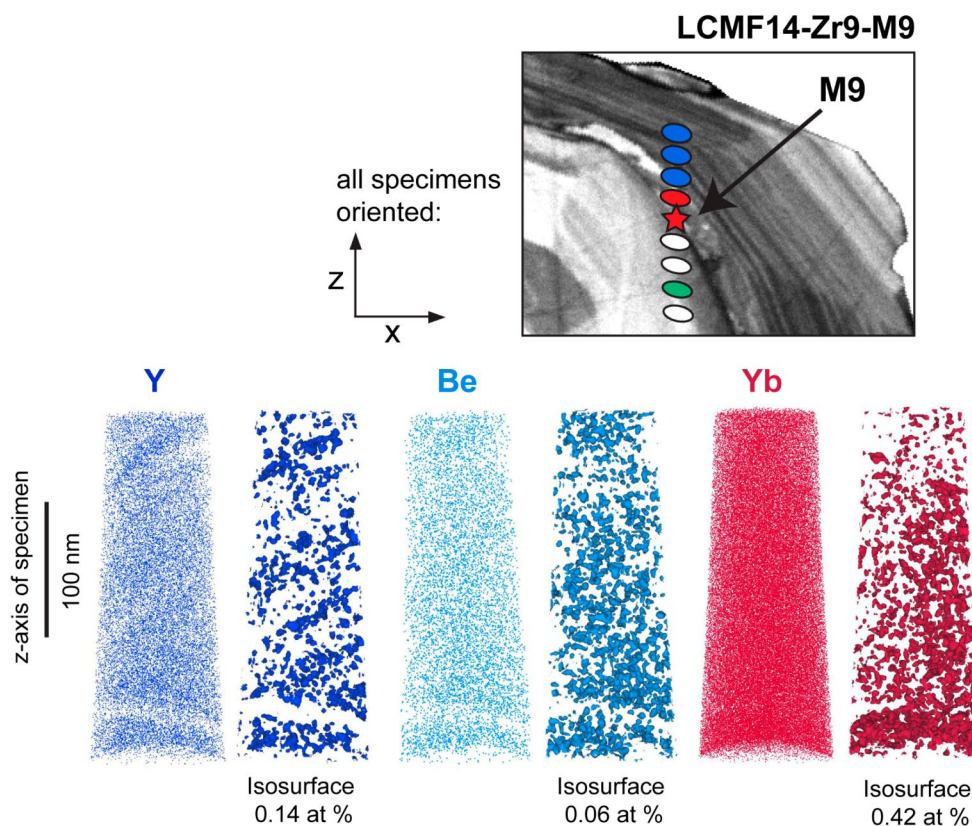 LCMF14-Zr9-M9
M9
all specimens
oriented:
z
x
Y
Be
Yb
z-axis of specimen
100 nm
Isosurface
0.14 at %
Isosurface
0.06 at %
Isosurface
0.42 at %